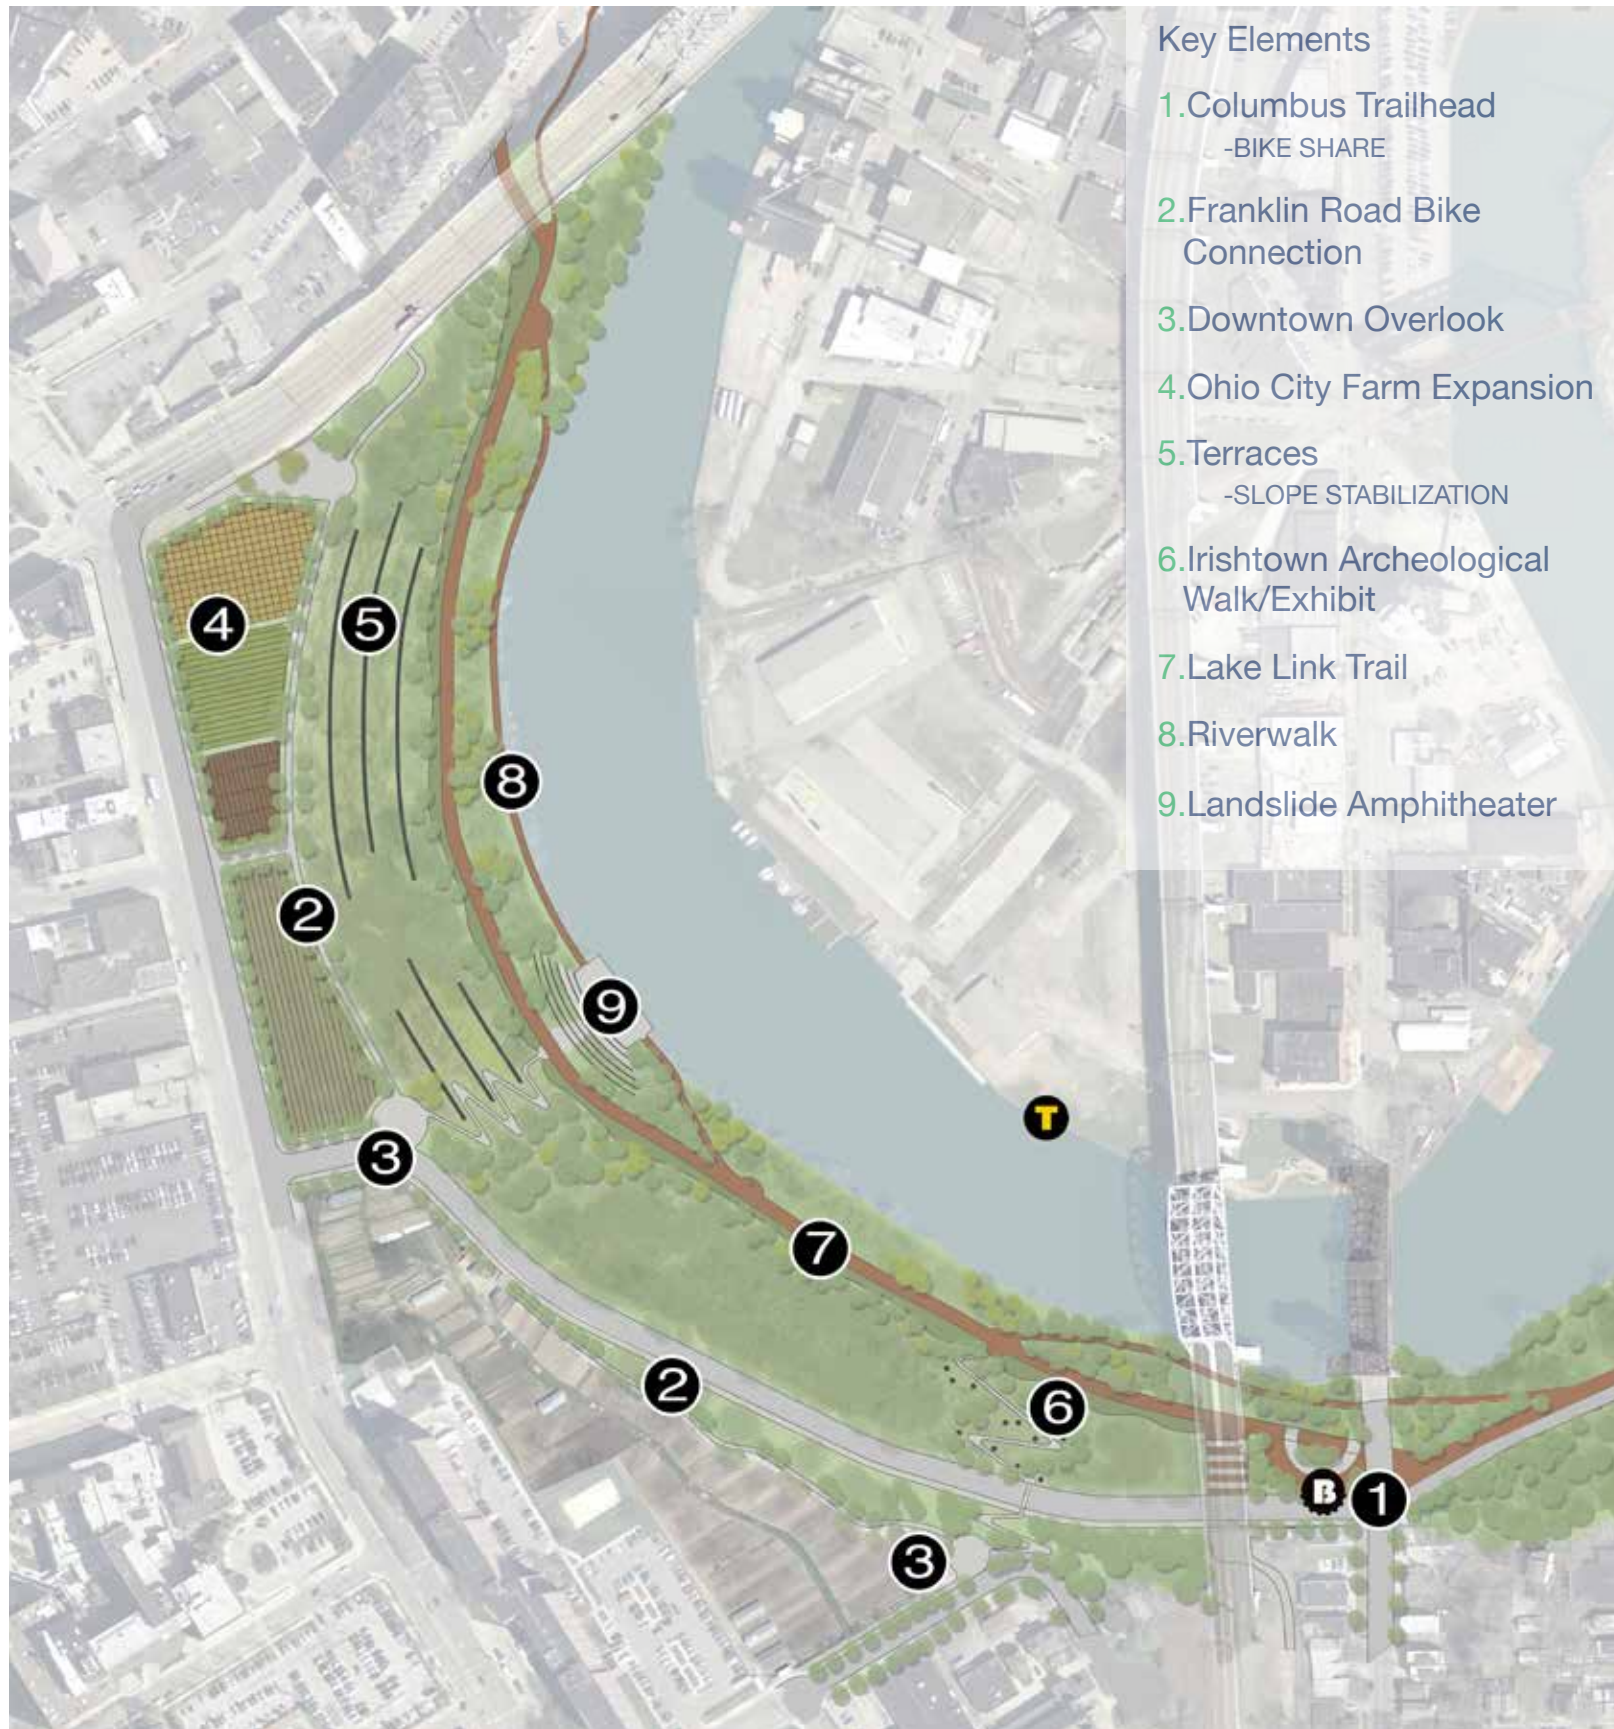 Key Elements
1.Columbus Trailhead
-BIKE SHARE
2.Franklin Road Bike
Connection
3.Downtown Overlook
4.Ohio City Farm Expansion
5.Terraces
-SLOPE STABILIZATION
6.Irishtown Archeological
Walk/Exhibit
7.Lake Link Trail
8.Riverwalk
9.Landslide Amphitheater
4
5
8
2
9
T
3
7
2
6
B
1
3